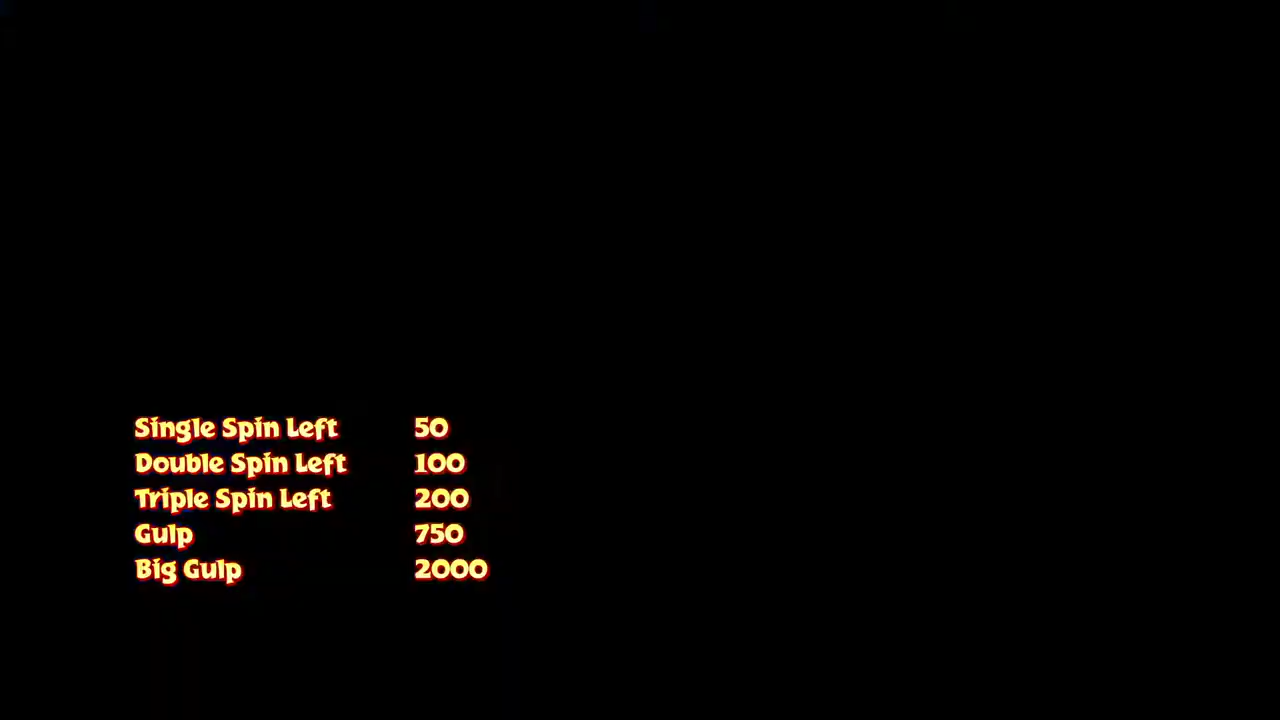 Single Spin Left 50
Double Spin Left 100
Triple Spin Left 200
Gulp 750
Big Gulp 2000